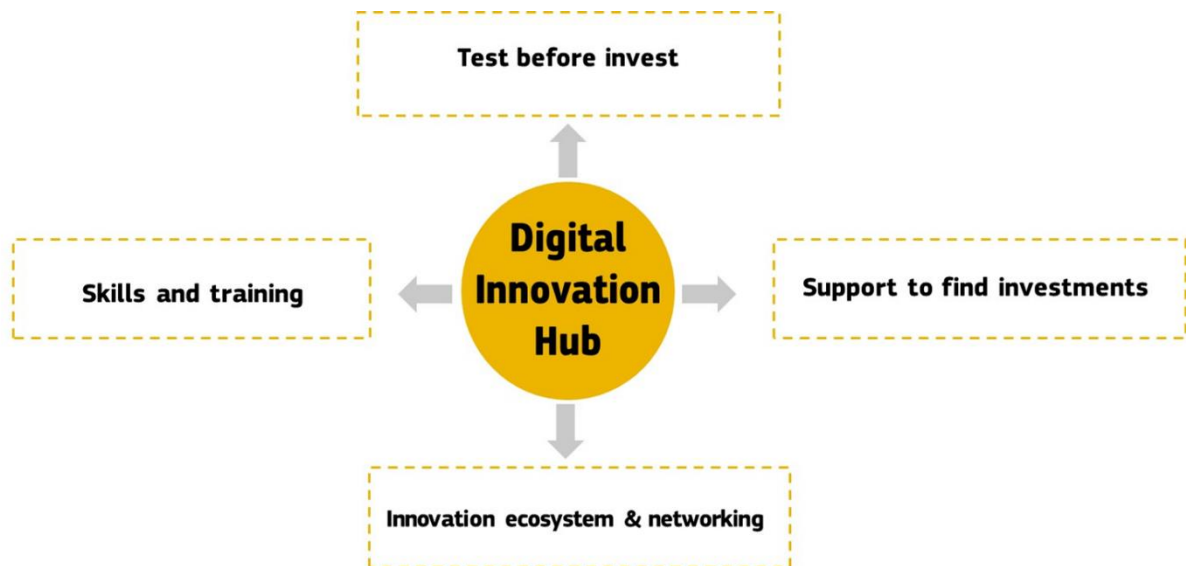 Test before invest
Digital
Innovation
Hub
Skills and training
Support to find investments
Innovation ecosystem & networking